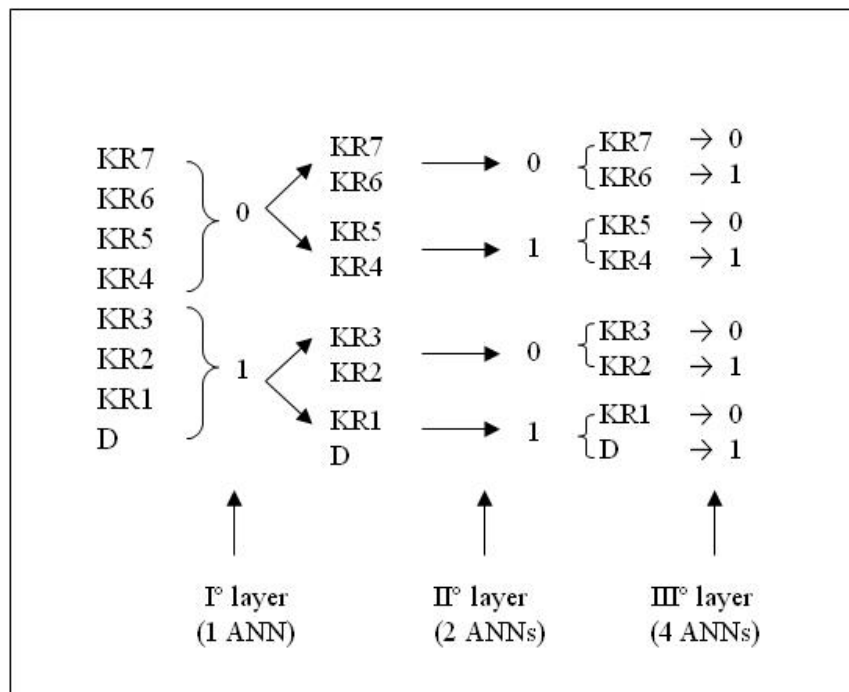 KR7
KR6
KR5
KR4
KR3
KR2
KR1
D
0
1
KR7
KR6
KR5
KR4
KR3
KR2
KR1
D
0
1
0
1
KR7 → 0
KR6 → 1
KR5 → 0
KR4 → 1
KR3 → 0
KR2 → 1
KR1 → 0
D → 1
I° layer
(1 ANN)
II° layer
(2 ANNs)
III° layer
(4 ANNs)